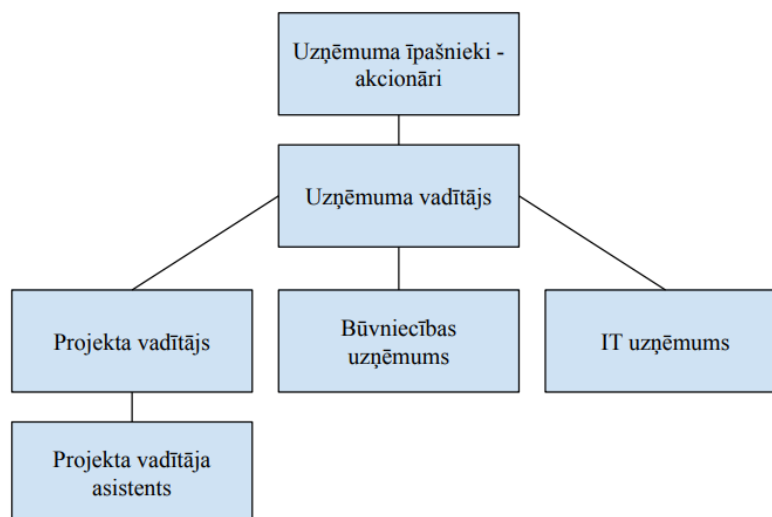 Uzņēmuma īpašnieki -
akcionāri
Uzņēmuma vadītājs
Projekta vadītājs
Būvniecības
uzņēmums
IT uzņēmums
Projekta vadītāja
asistents